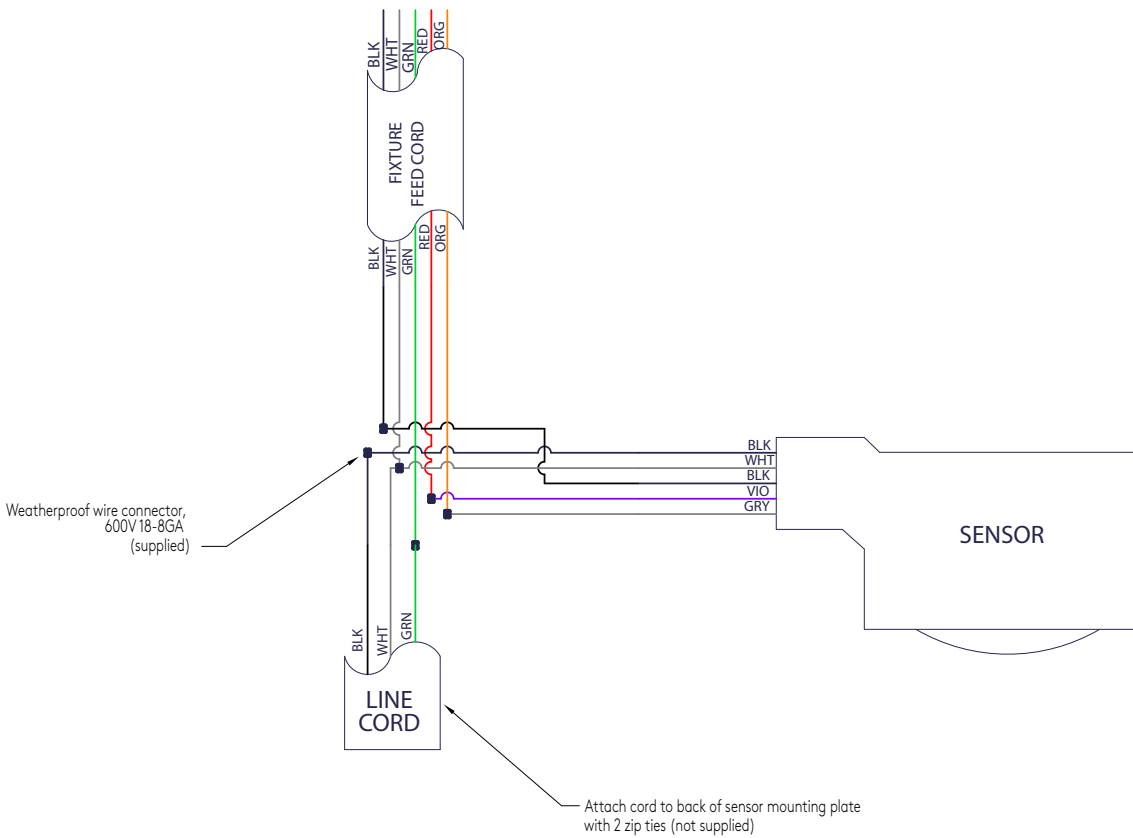 BLK
WHT
GRN
RED
ORG
FIXTURE
FEED CORD
BLK
WHT
GRN
RED
ORG
BLK
WHT
BLK
VIO
GRY
SENSOR
Weatherproof wire connector,
600V 18-8GA
(supplied)
BLK
WHT
GRN
LINE
CORD
Attach cord to back of sensor mounting plate
with 2 zip ties (not supplied)